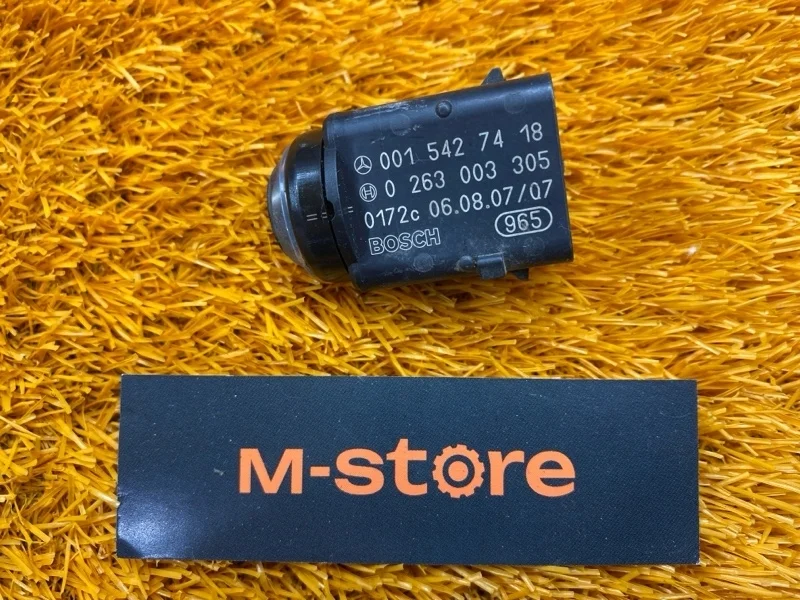 001 542 74 18
0 263 003 305
0172c 06.08.07/07
BOSCH 965
M-store